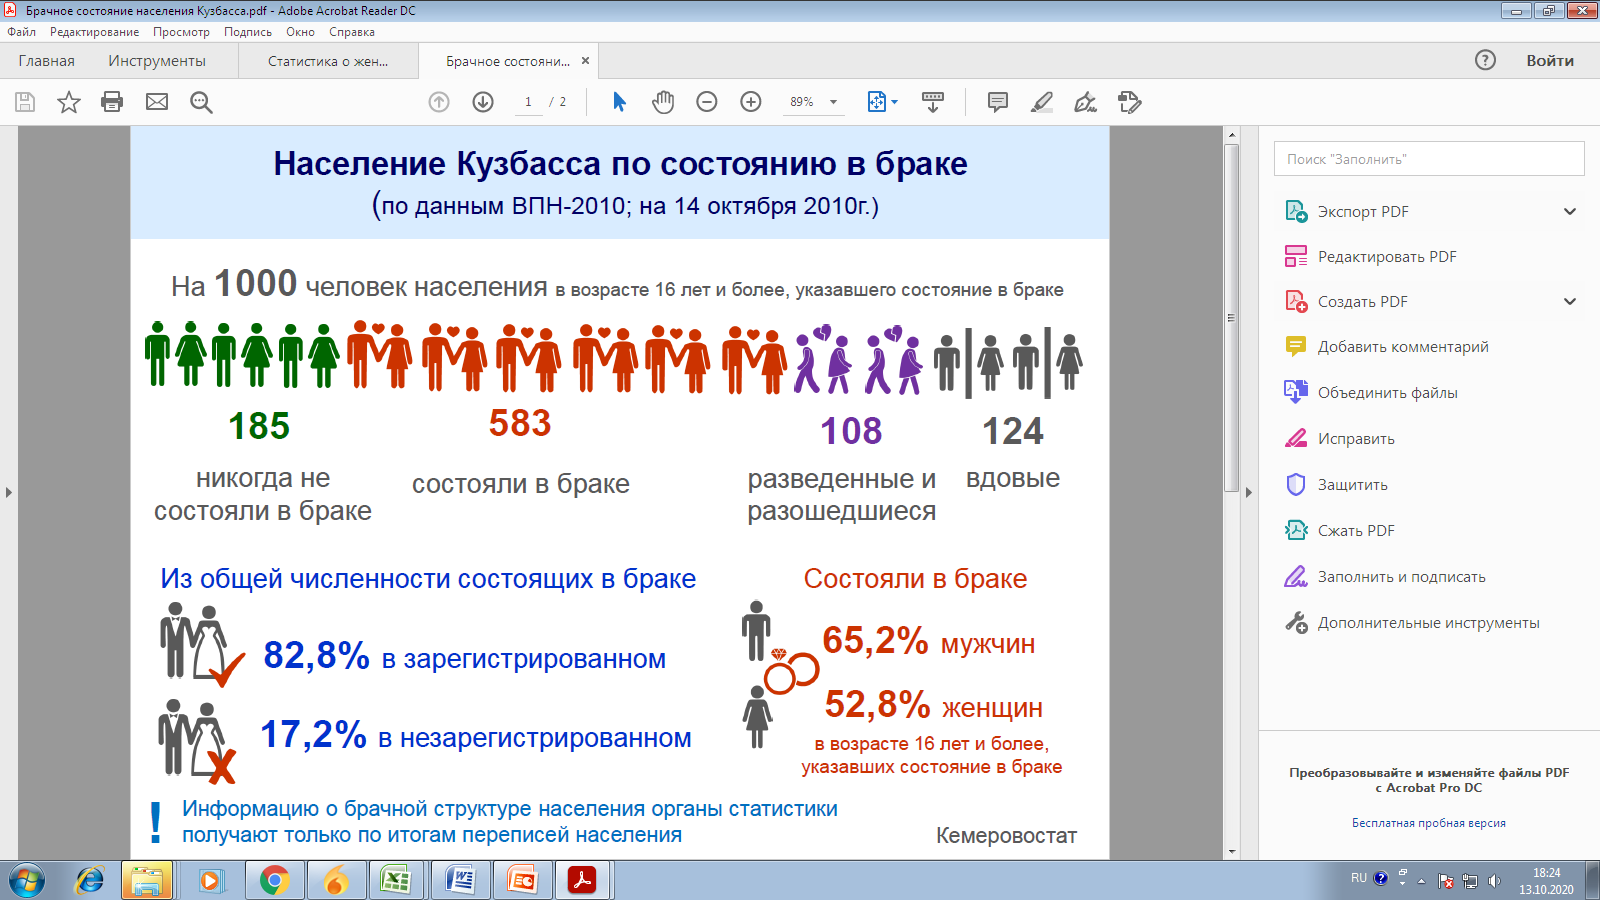 Брачное состояние населения Кузбасса.pdf - Adobe Acrobat Reader DC
Файл Редактирование Просмотр Подпись Окно Справка
Главная Инструменты Статистика о жен... Брачное состояни... × Войти
1 / 2 89%
Население Кузбасса по состоянию в браке
(по данным ВПН-2010; на 14 октября 2010г.)
На 1000 человек населения в возрасте 16 лет и более, указавшего состояние в браке
185 583 108 124
никогда не состояли в браке
состояли в браке
разведенные и разошедшиеся
вдовые
Из общей численности состоящих в браке
82,8% в зарегистрированном
17,2% в незарегистрированном
Состояли в браке
65,2% мужчин
52,8% женщин
в возрасте 16 лет и более,
указавших состояние в браке
! Информацию о брачной структуре населения органы статистики
получают только по итогам переписей населения
Кемеровостат
Поиск "Заполнить"
Экспорт PDF
Редактировать PDF
Создать PDF
Добавить комментарий
Объединить файлы
Исправить
Защитить
Сжать PDF
Заполнить и подписать
Дополнительные инструменты
Преобразовывайте и изменяйте файлы PDF
с Acrobat Pro DC
Бесплатная пробная версия
RU 18:24
13.10.2020